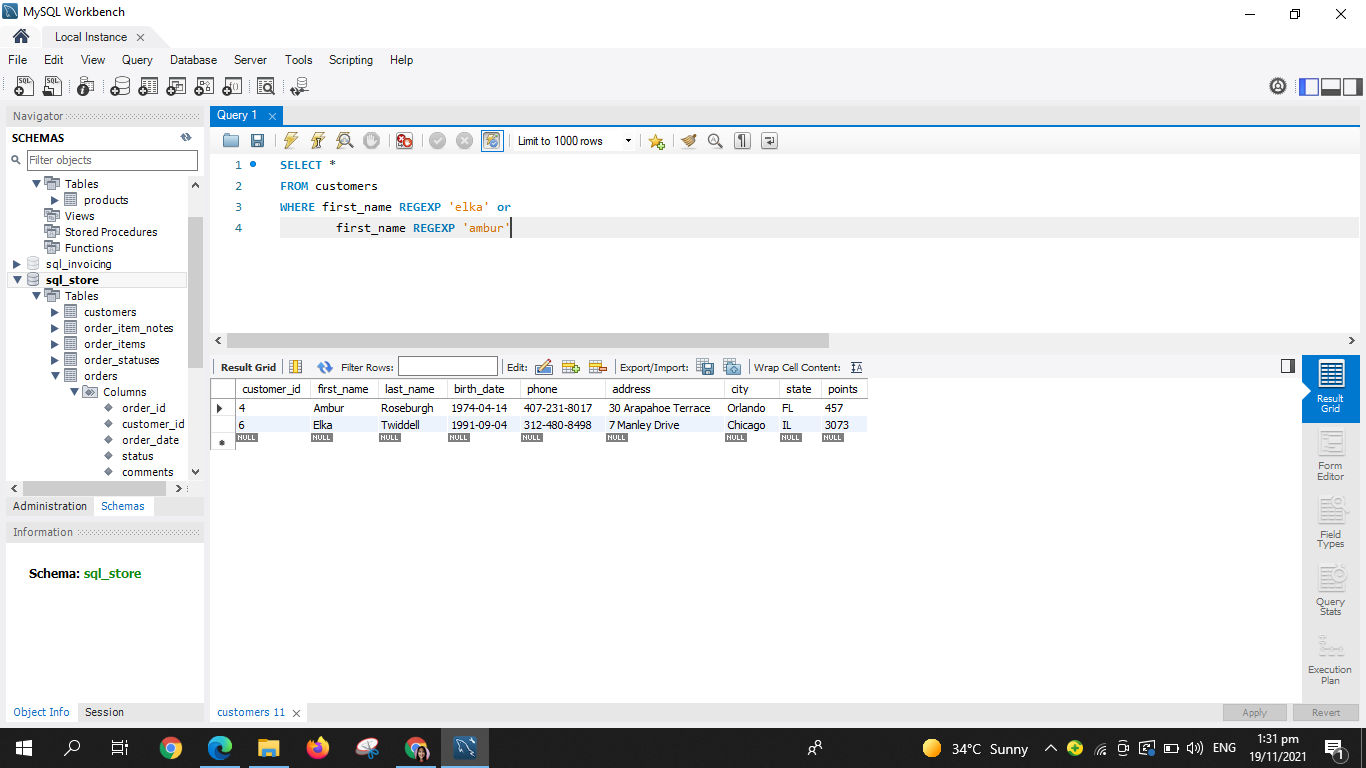 MySQL Workbench
Local Instance
File Edit View Query Database Server Tools Scripting Help
Navigator
SCHEMAS
Filter objects
Tables
products
Views
Stored Procedures
Functions
sql_invoicing
sql_store
Tables
customers
order_item_notes
order_items
order_statuses
orders
Columns
order_id
customer_id
order_date
status
comments
Administration Schemas
Information
Schema: sql_store
Object Info Session
Query 1
Limit to 1000 rows
1 SELECT *
2 FROM customers
3 WHERE first_name REGEXP 'elka' or
4 first_name REGEXP 'ambur'
Result Grid Filter Rows: Edit: Export/Import: Wrap Cell Content:
customer_id first_name last_name birth_date phone address city state points
4 Ambur Roseburgh 1974-04-14 407-231-8017 30 Arapahoe Terrace Orlando FL 457
6 Elka Twiddell 1991-09-04 312-480-8498 7 Manley Drive Chicago IL 3073
NULL NULL NULL NULL NULL NULL NULL NULL NULL
Result
Grid
Form
Editor
Field
Types
Query
Stats
Execution
Plan
customers 11
Apply Revert
34°C Sunny
ENG
1:31 pm
19/11/2021
1